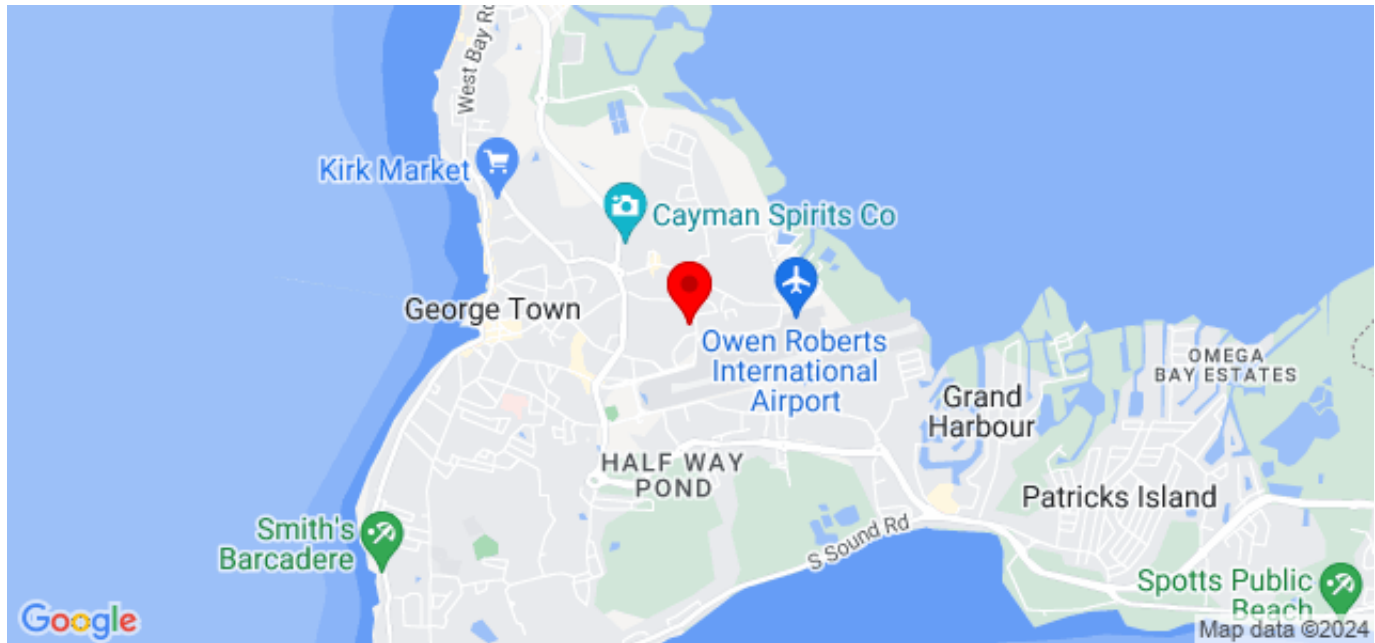 West Bay Rd
Kirk Market
Cayman Spirits Co
George Town
Owen Roberts
International
Airport
OMEGA
BAY ESTATES
Grand
Harbour
HALF WAY
POND
Patricks Island
Smith's
Barcadere
S Sound Rd
Spotts Public
Beach
Google
Map data ©2024